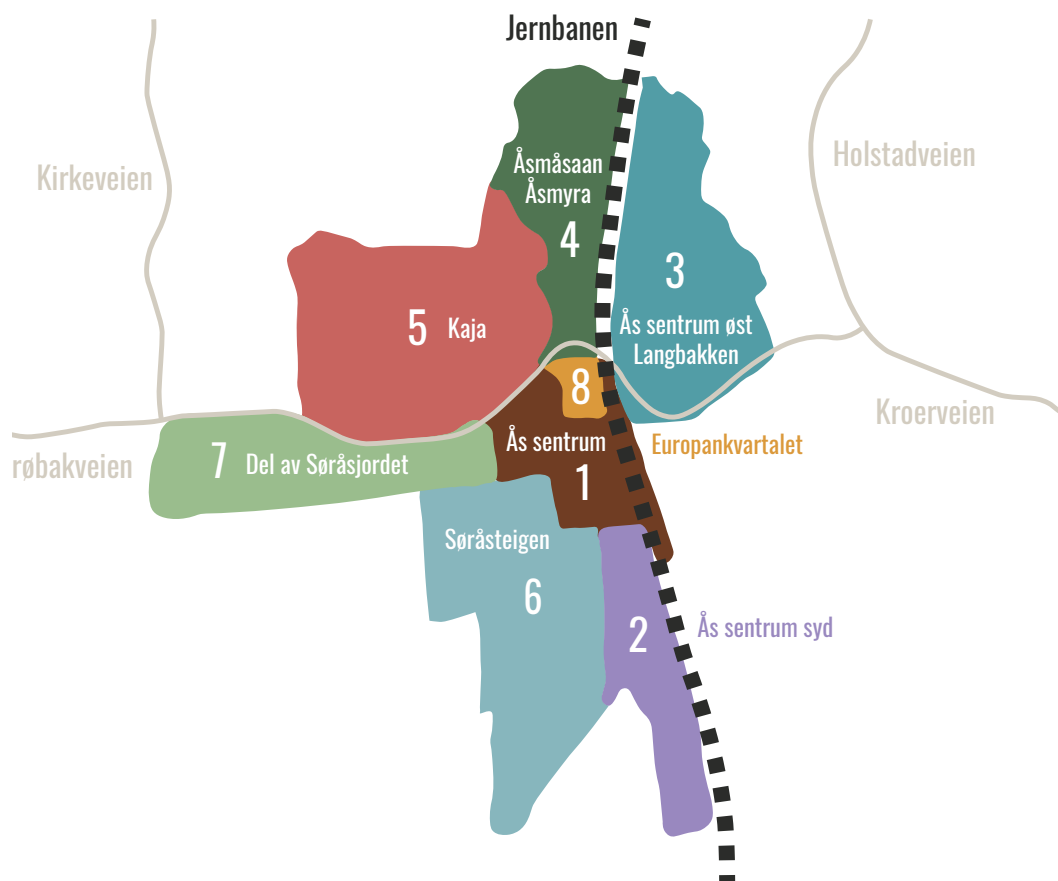 Jernbanen
Kirkeveien
Holstadveien
Åsmåsaan
Åsmyra
4
3
Ås sentrum øst
Langbakken
5 Kaja
8
Kroerveien
Europankvartalet
Ås sentrum
1
røbakveien
7 Del av Søråsjordet
Søråsteigen
6
2
Ås sentrum syd